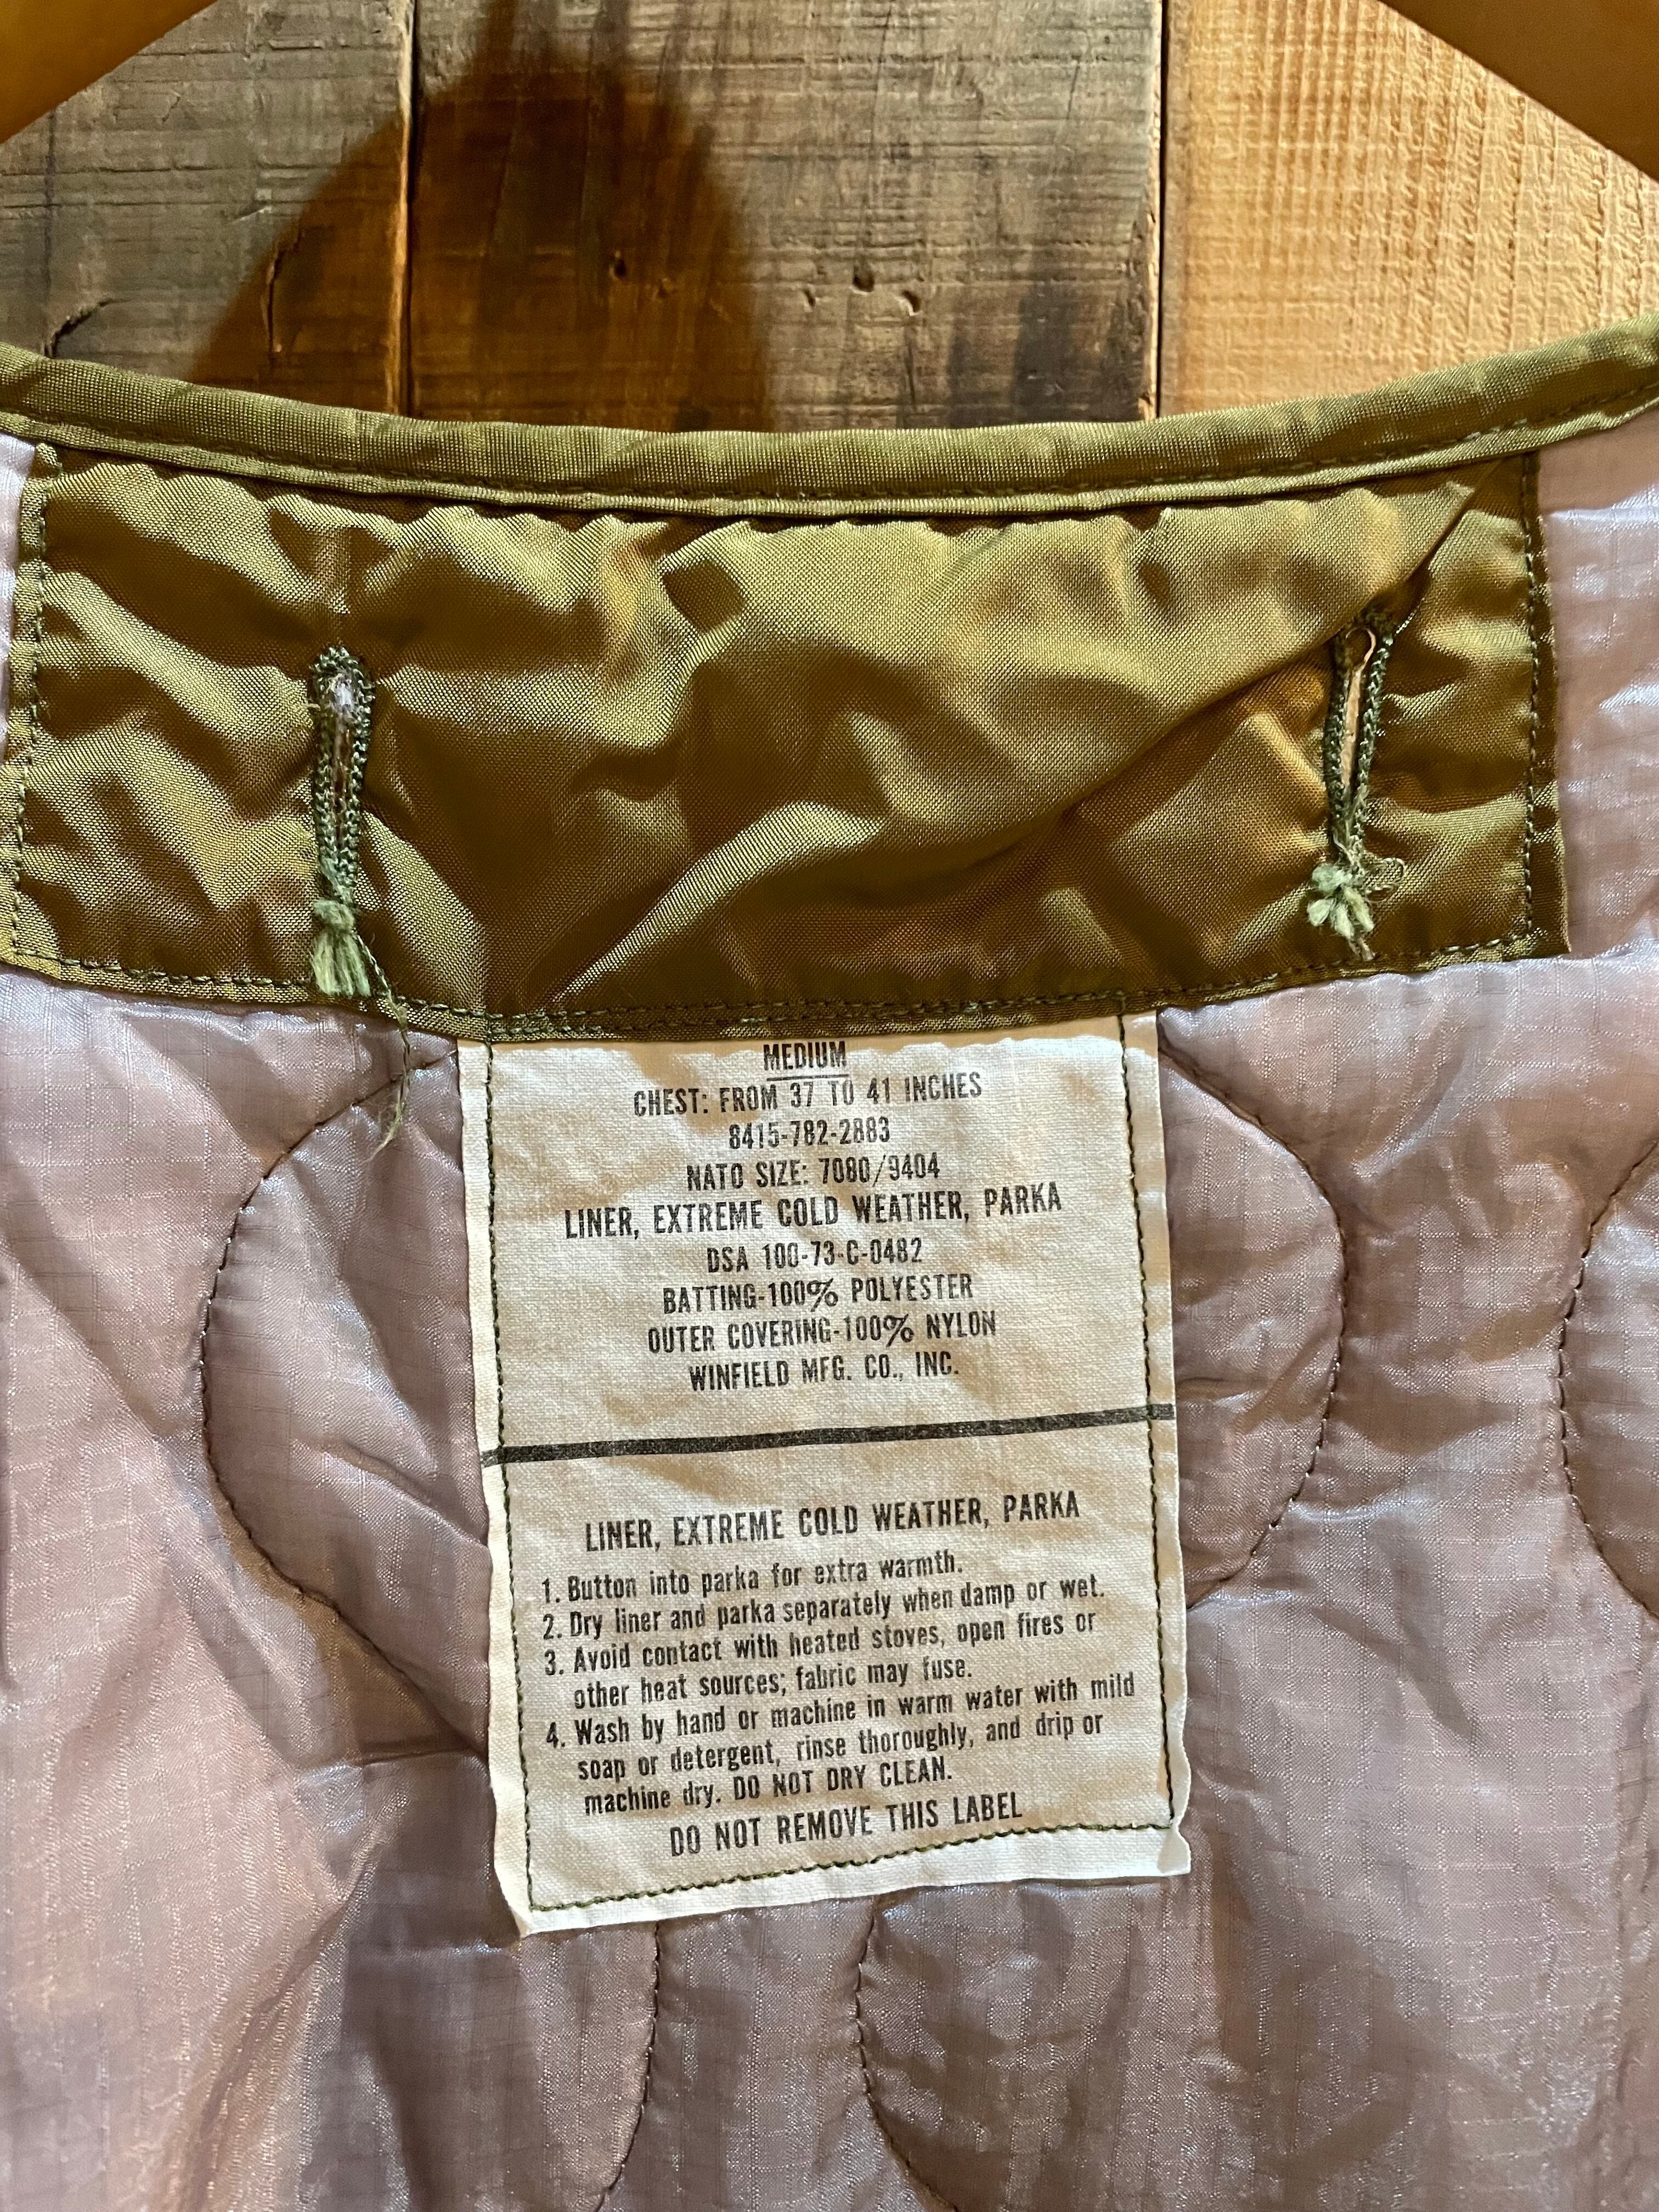 MEDIUM
CHEST: FROM 37 TO 41 INCHES
8415-782-2883
NATO SIZE: 7080/9404
LINER, EXTREME COLD WEATHER, PARKA
DSA 100-73-C-0482
BATTING-100% POLYESTER
OUTER COVERING-100% NYLON
WINFIELD MFG. CO., INC.
LINER, EXTREME COLD WEATHER, PARKA
1. Button into parka for extra warmth.
2. Dry liner and parka separately when damp or wet.
3. Avoid contact with heated stoves, open fires or
other heat sources; fabric may fuse.
4. Wash by hand or machine in warm water with mild
soap or detergent, rinse thoroughly, and drip or
machine dry. DO NOT DRY CLEAN.
DO NOT REMOVE THIS LABEL